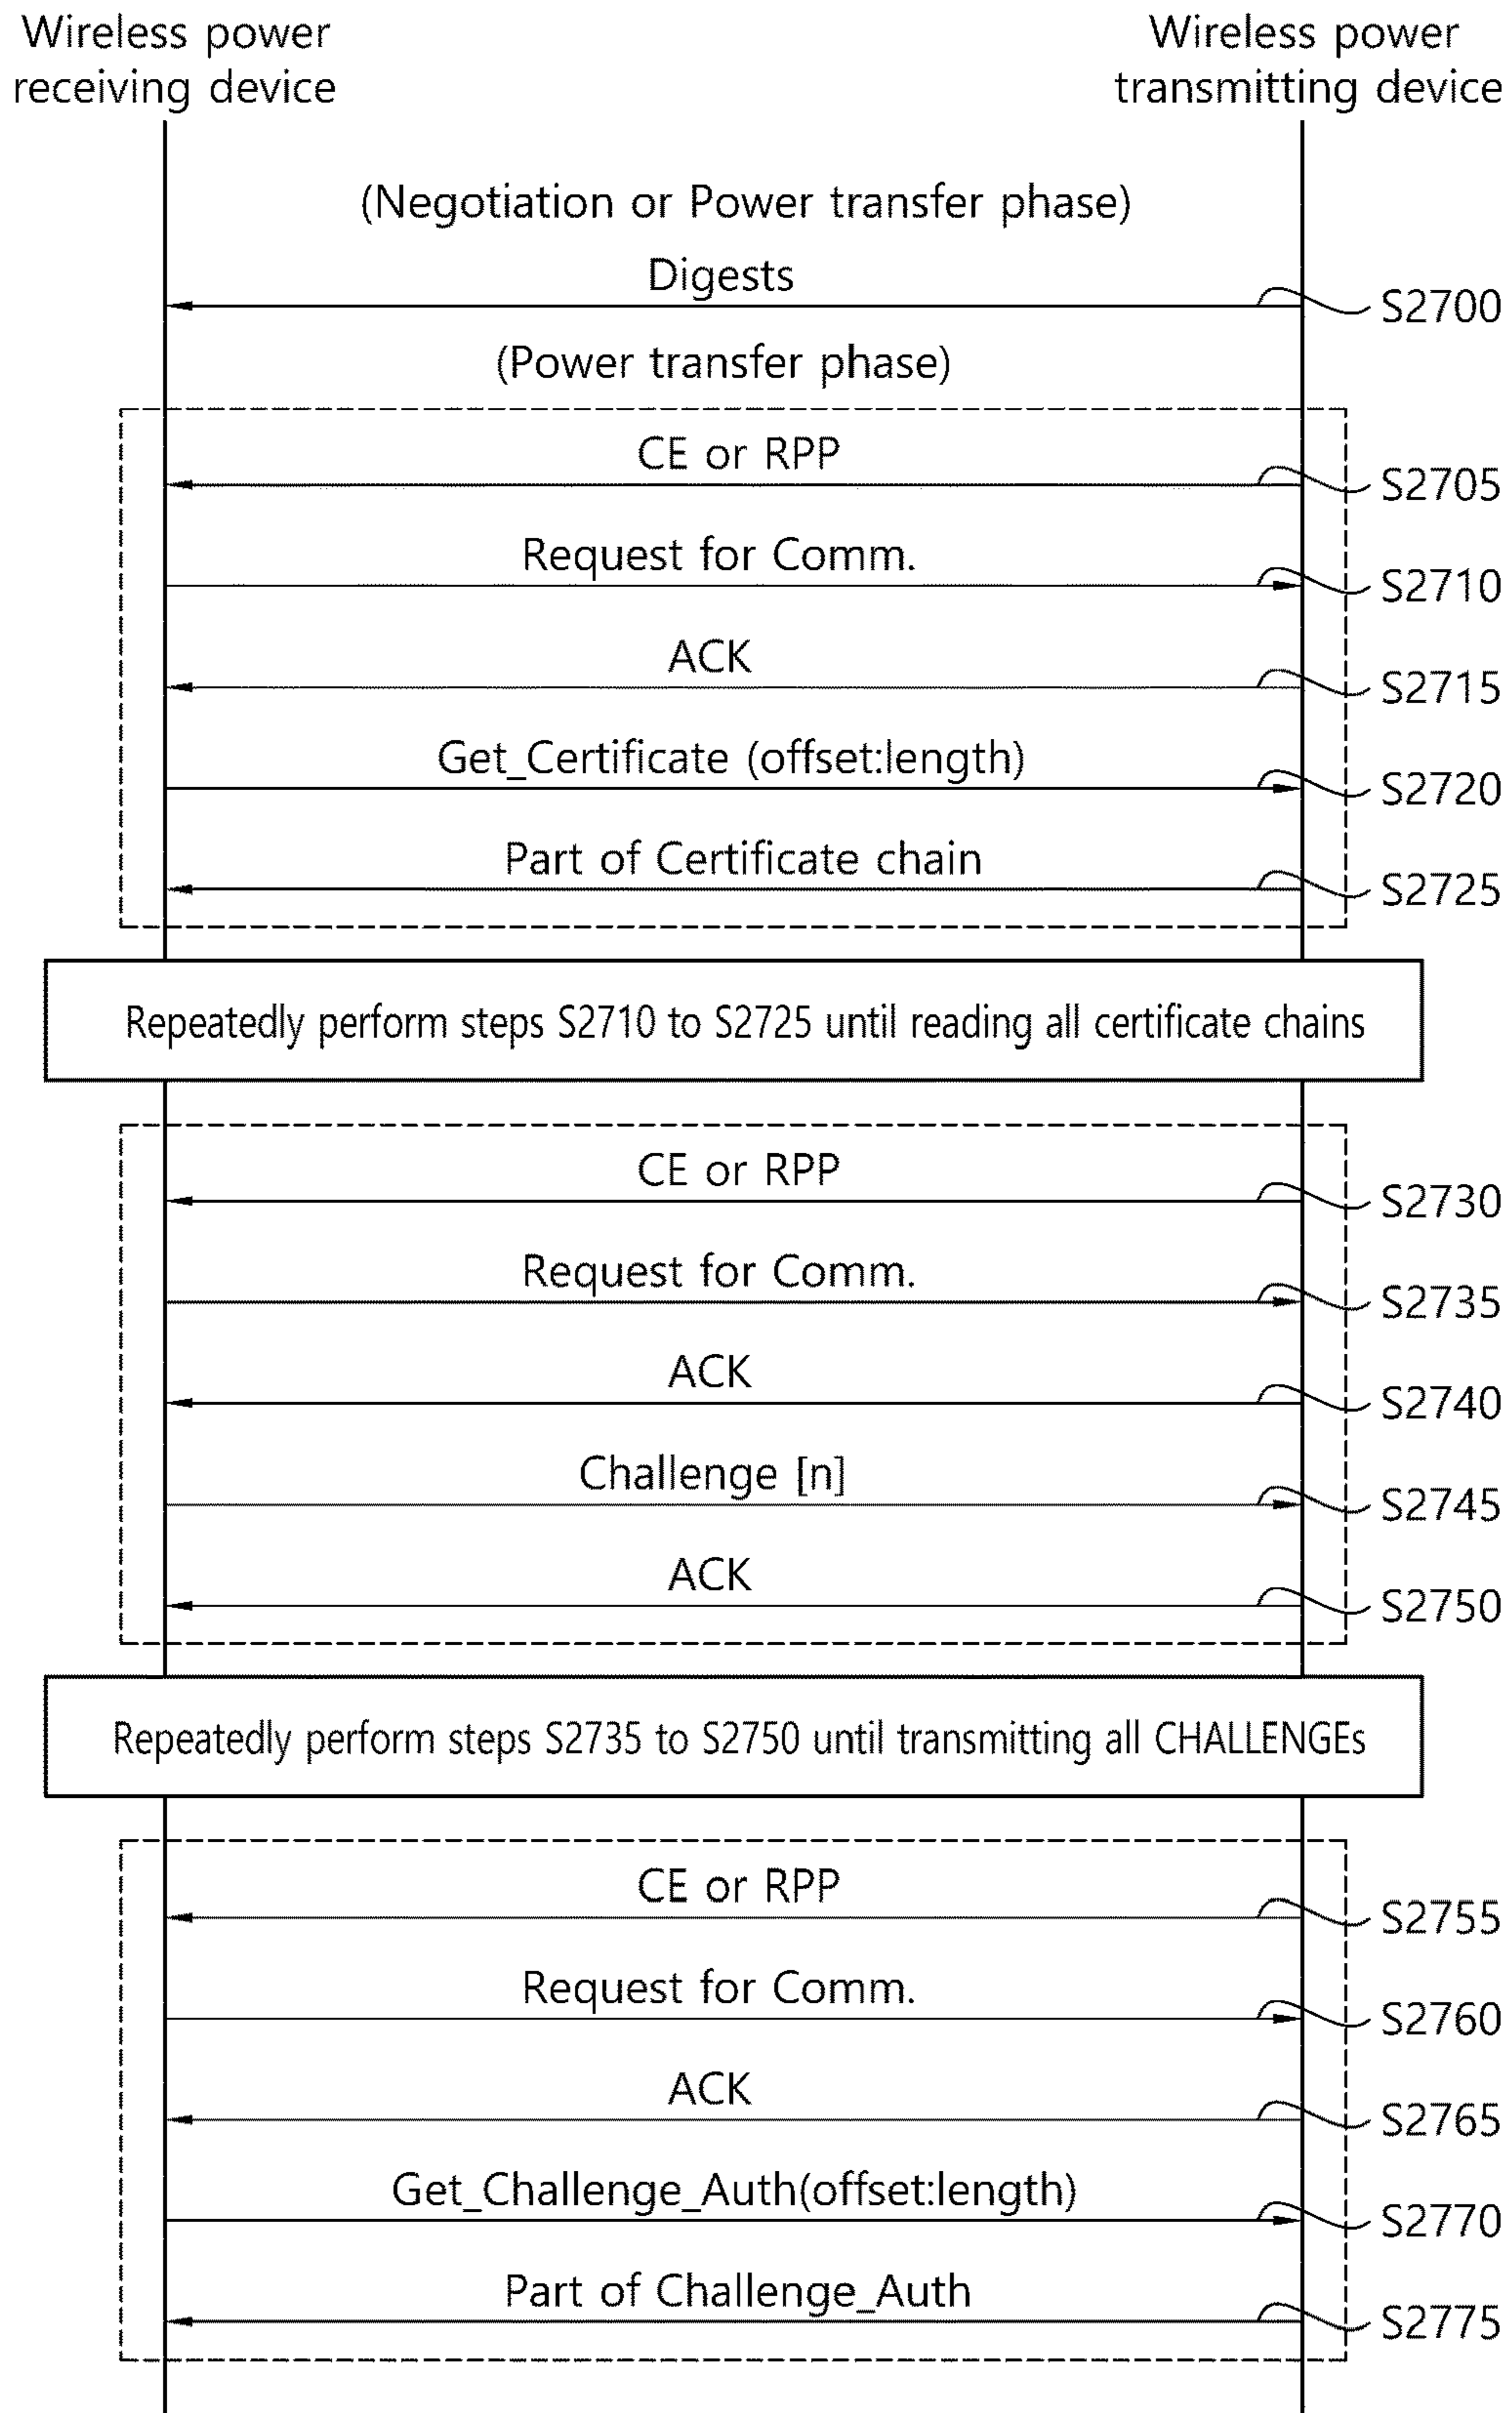 Wireless power
receiving device
Wireless power
transmitting device
(Negotiation or Power transfer phase)
Digests
S2700
(Power transfer phase)
CE or RPP
S2705
Request for Comm.
S2710
ACK
S2715
Get_Certificate (offset:length)
S2720
Part of Certificate chain
S2725
Repeatedly perform steps S2710 to S2725 until reading all certificate chains
CE or RPP
S2730
Request for Comm.
S2735
ACK
S2740
Challenge [n]
S2745
ACK
S2750
Repeatedly perform steps S2735 to S2750 until transmitting all CHALLENGEs
CE or RPP
S2755
Request for Comm.
S2760
ACK
S2765
Get_Challenge_Auth(offset:length)
S2770
Part of Challenge_Auth
S2775